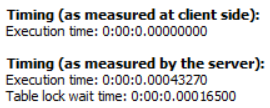 Timing (as measured at client side):
Execution time: 0:00:0.00000000
Timing (as measured by the server):
Execution time: 0:00:0.00043270
Table lock wait time: 0:00:0.00016500